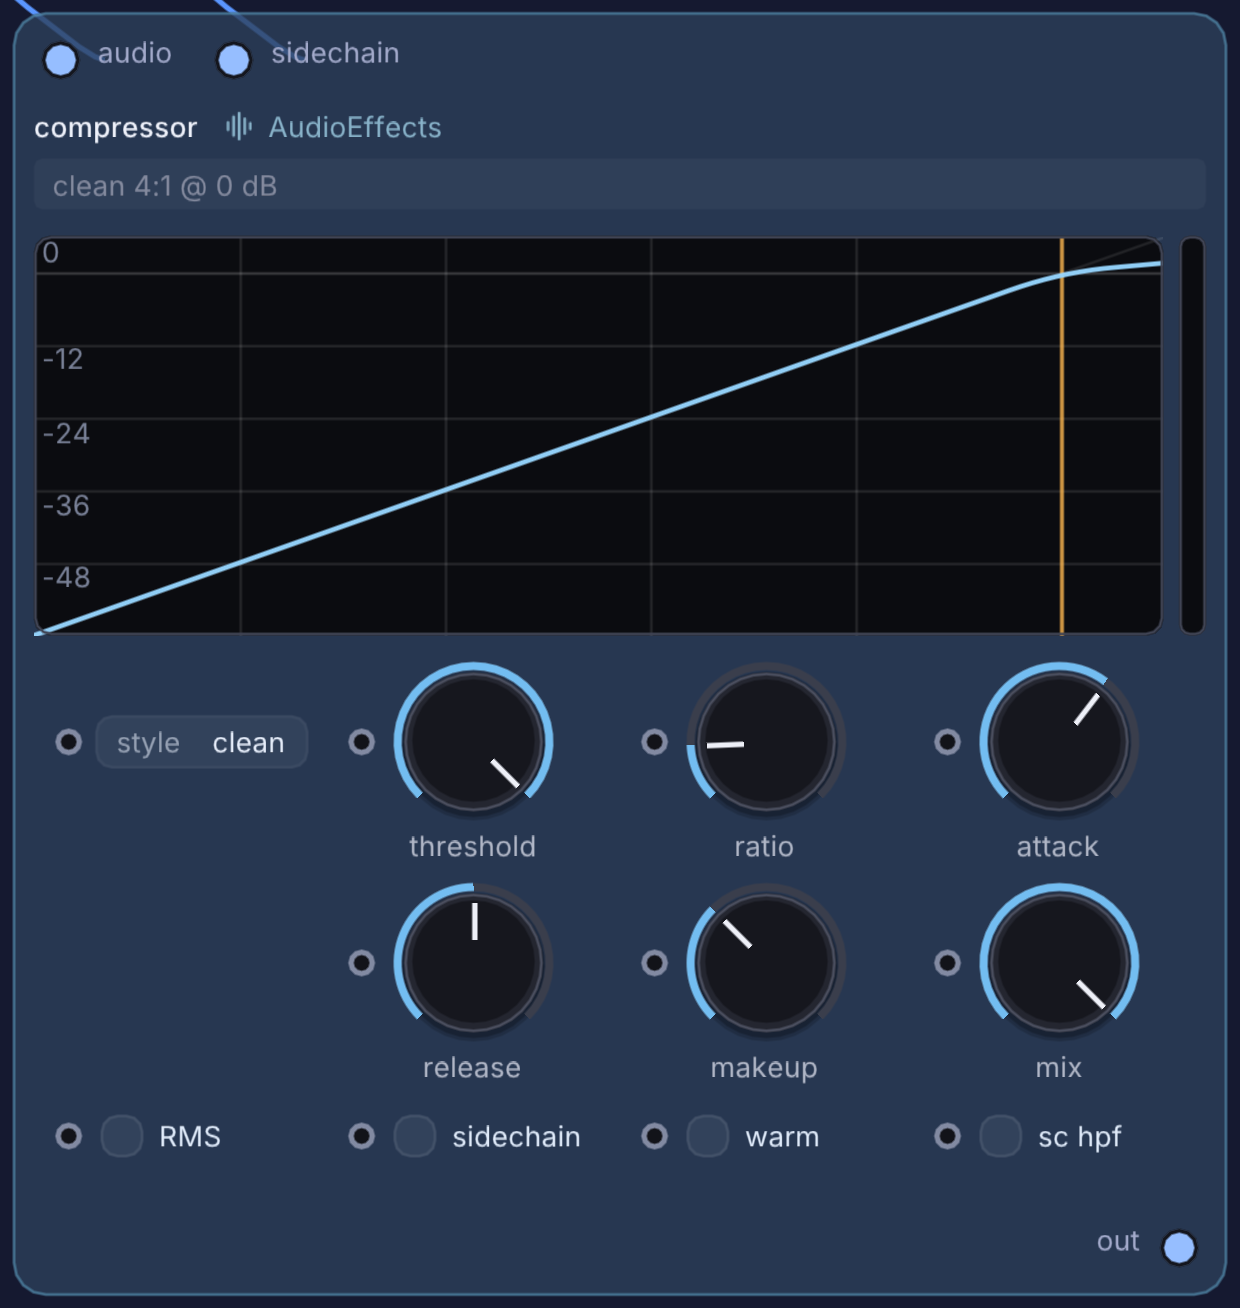 audio sidechain
compressor AudioEffects
clean 4:1 @ 0 dB
0
-12
-24
-36
-48
style clean
threshold ratio attack
release makeup mix
RMS sidechain warm sc hpf
out